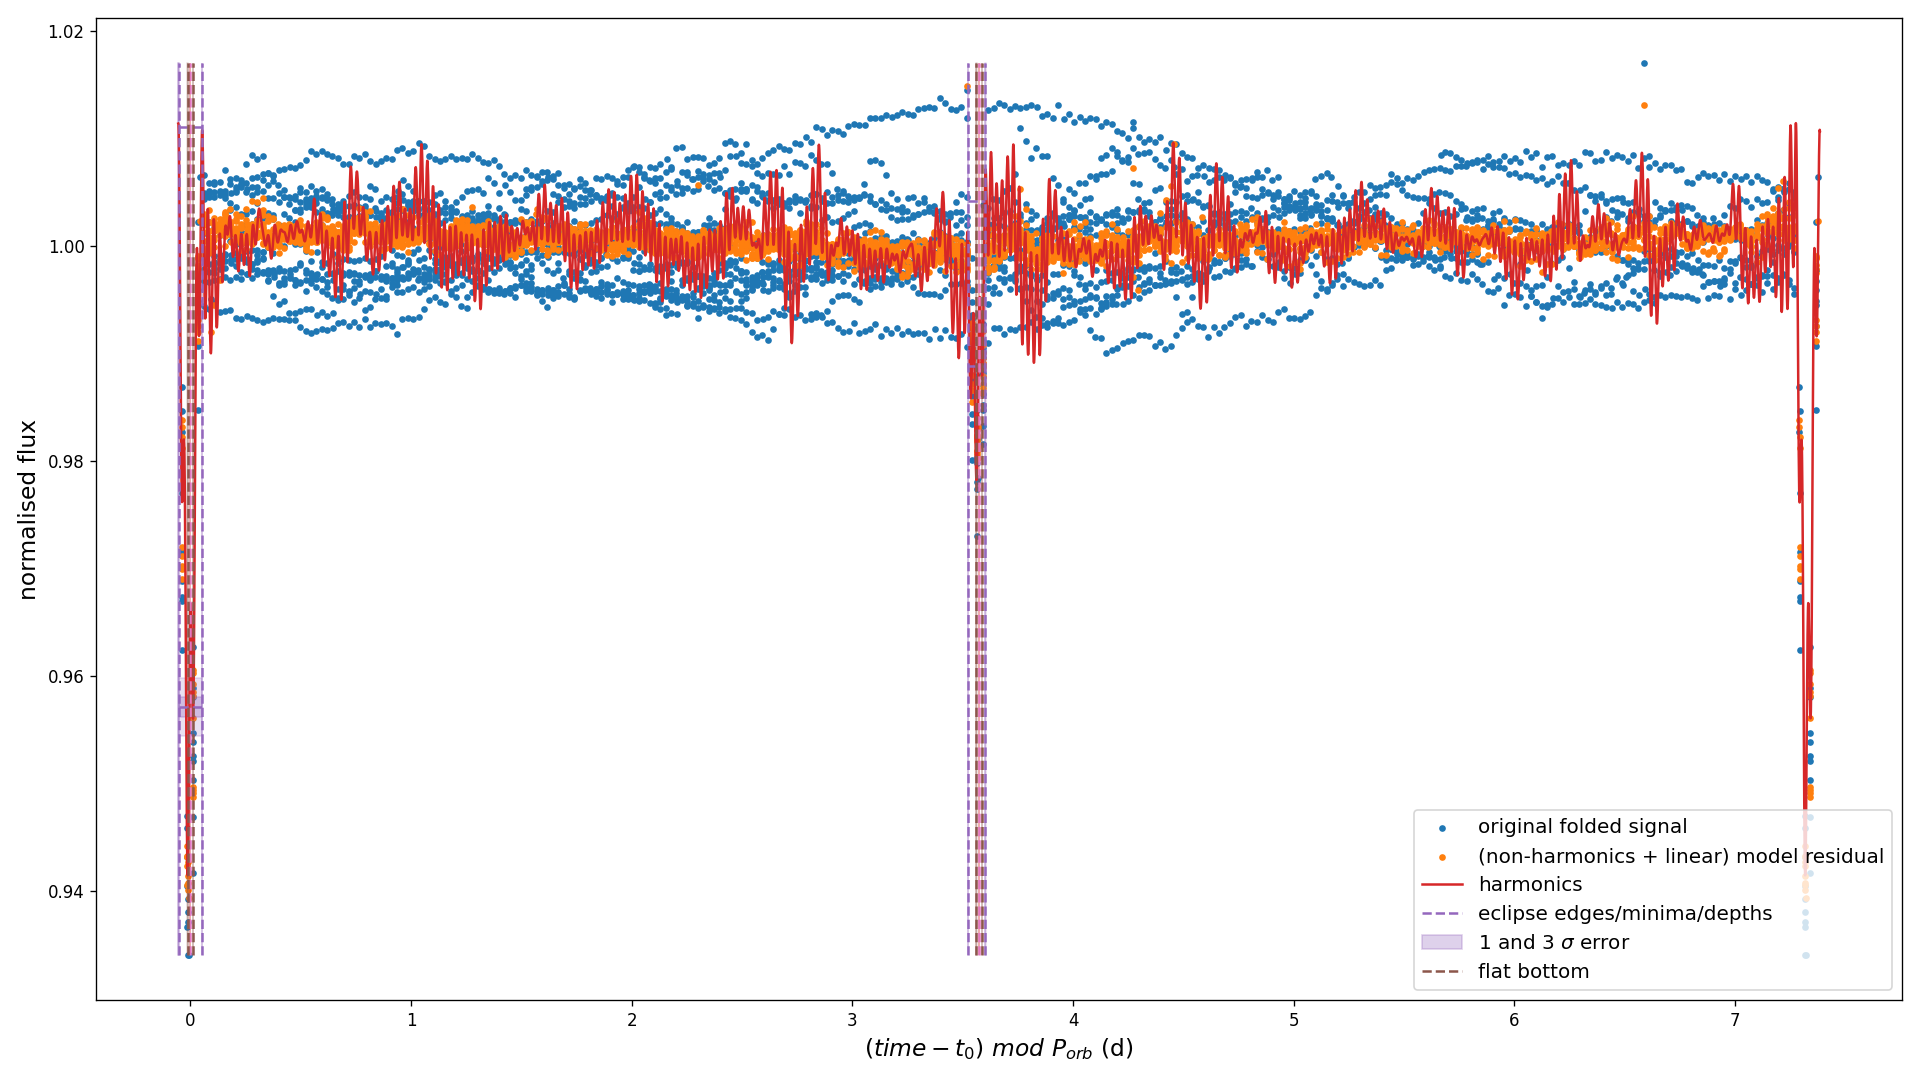 1.02
1.00
0.98
0.96
0.94
normalised flux
original folded signal
(non-harmonics + linear) model residual
harmonics
eclipse edges/minima/depths
1 and 3 σ error
flat bottom
0 1 2 3 4 5 6 7
(time − t₀) mod Pₒᵣb (d)